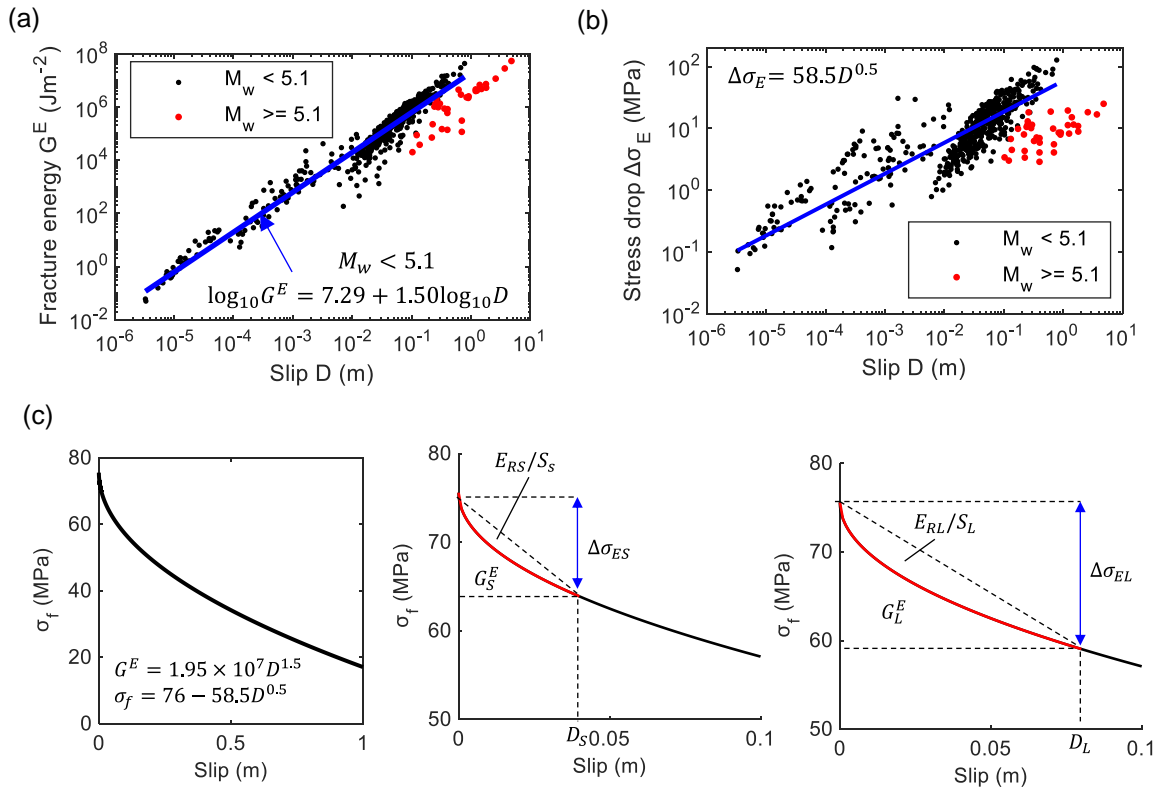 (a)
Fracture energy G^E (Jm^-2)
10^8
10^6
10^4
10^2
10^0
10^-2
M_w < 5.1
M_w >= 5.1
M_w < 5.1
log_10 G^E = 7.29 + 1.50log_10 D
10^-6 10^-5 10^-4 10^-3 10^-2 10^-1 10^0 10^1
Slip D (m)
(b)
Stress drop Δσ_E (MPa)
10^2
10^1
10^0
10^-1
10^-2
Δσ_E = 58.5D^0.5
M_w < 5.1
M_w >= 5.1
10^-6 10^-5 10^-4 10^-3 10^-2 10^-1 10^0 10^1
Slip D (m)
(c)
σ_f (MPa)
80
60
40
20
0
G^E = 1.95 × 10^7 D^1.5
σ_f = 76 − 58.5D^0.5
0 0.5 1
Slip (m)
σ_f (MPa)
80
70
60
50
E_RS/S_s
Δσ_ES
G_S^E
D_S
0 0.05 0.1
Slip (m)
σ_f (MPa)
80
70
60
50
E_RL/S_L
Δσ_EL
G_L^E
D_L
0 0.05 0.1
Slip (m)